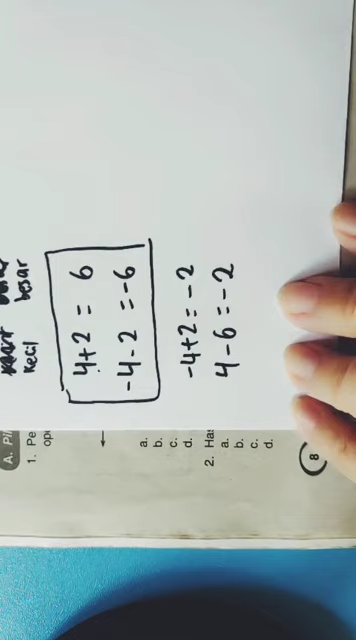 kecil besar
4+2 = 6
-4-2 = -6
-4+2 = -2
4-6 = -2
A.
1. Pe
a.
b.
c.
d.
2. Ha
a.
b.
c.
d.
8